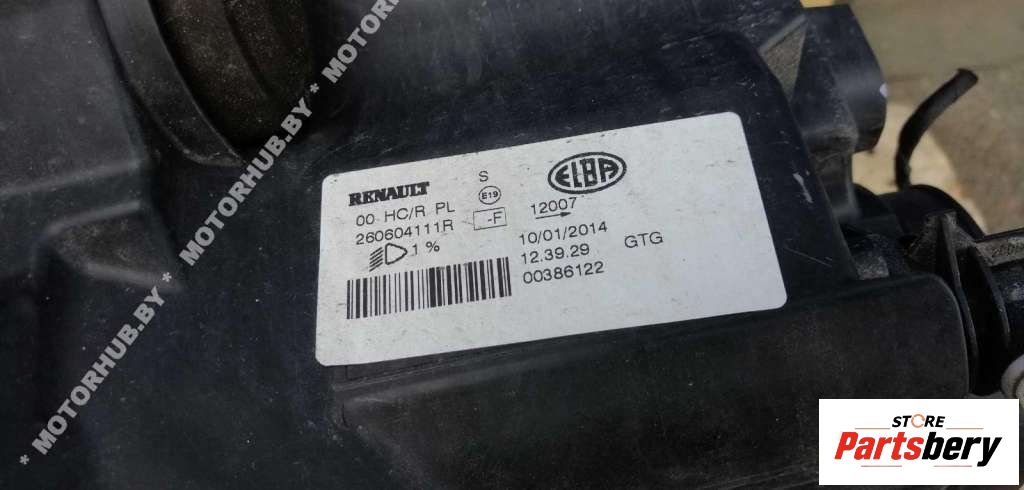 * MOTORHUB.BY * MOTORHUB.BY * MOTORHUB.BY
RENAULT
S
E19
ELBA
00 HC/R PL
-F
12007
260604111R
1 %
10/01/2014
12.39.29
GTG
00386122
STORE
Partsbery